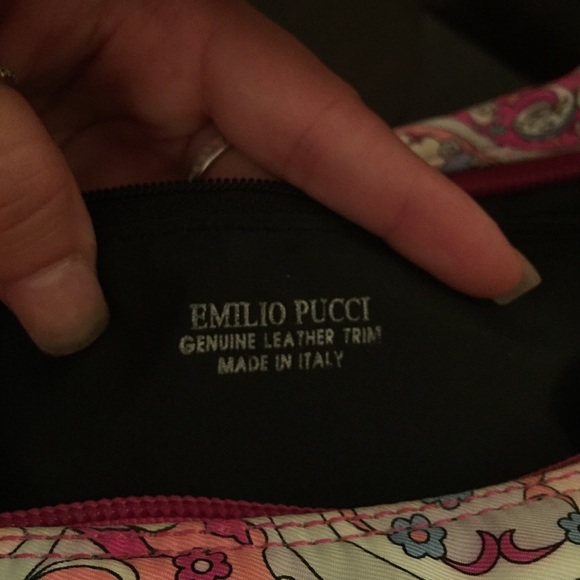 EMILIO PUCCI
GENUINE LEATHER TRIM
MADE IN ITALY